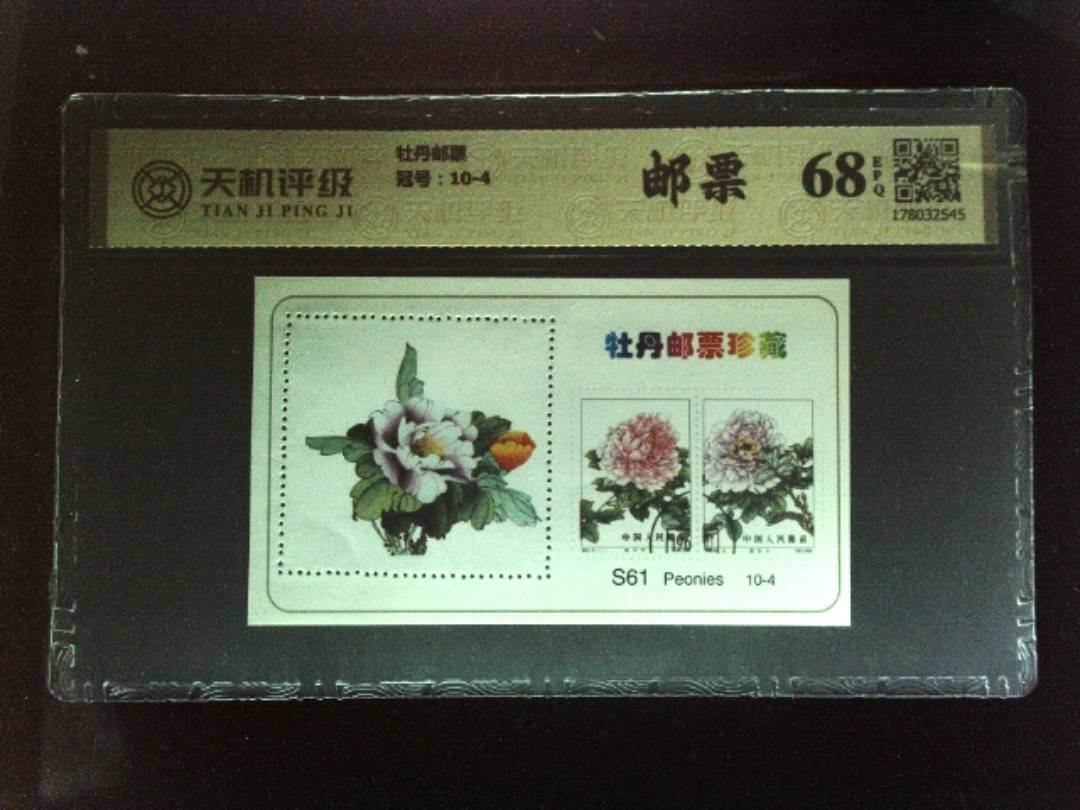 天机评级
TIAN JI PING JI
牡丹邮票
冠号：10-4
邮票
68
EPQ
178032545
牡丹邮票珍藏
中国人民邮政
中国人民邮政
S61 Peonies 10-4